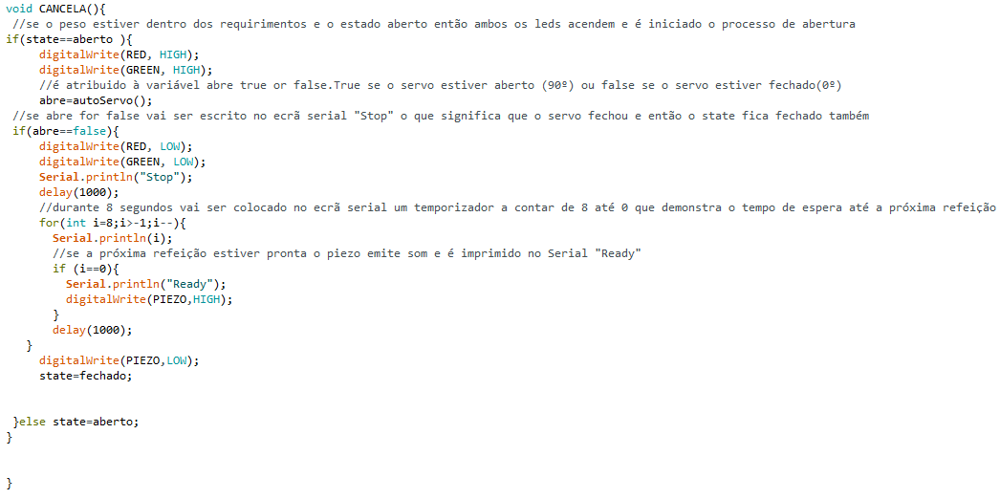 void CANCELA(){
//se o peso estiver dentro dos requirimentos e o estado aberto então ambos os leds acendem e é iniciado o processo de abertura
if(state==aberto ){
digitalWrite(RED, HIGH);
digitalWrite(GREEN, HIGH);
//é atribuido à variável abre true or false.True se o servo estiver aberto (90º) ou false se o servo estiver fechado(0º)
abre=autoServo();
//se abre for false vai ser escrito no ecrã serial "Stop" o que significa que o servo fechou e então o state fica fechado também
if(abre==false){
digitalWrite(RED, LOW);
digitalWrite(GREEN, LOW);
Serial.println("Stop");
delay(1000);
//durante 8 segundos vai ser colocado no ecrã serial um temporizador a contar de 8 até 0 que demonstra o tempo de espera até a próxima refeição
for(int i=8;i>-1;i--){
Serial.println(i);
//se a próxima refeição estiver pronta o piezo emite som e é imprimido no Serial "Ready"
if (i==0){
Serial.println("Ready");
digitalWrite(PIEZO,HIGH);
}
delay(1000);
}
digitalWrite(PIEZO,LOW);
state=fechado;
}else state=aberto;
}
}